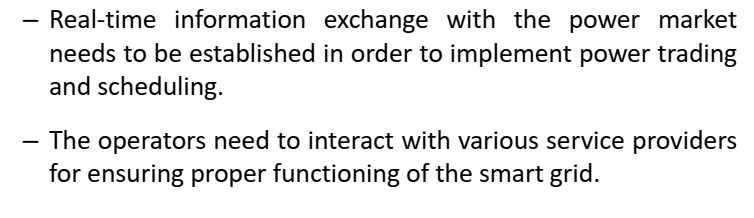 – Real-time information exchange with the power market
needs to be established in order to implement power trading
and scheduling.
– The operators need to interact with various service providers
for ensuring proper functioning of the smart grid.